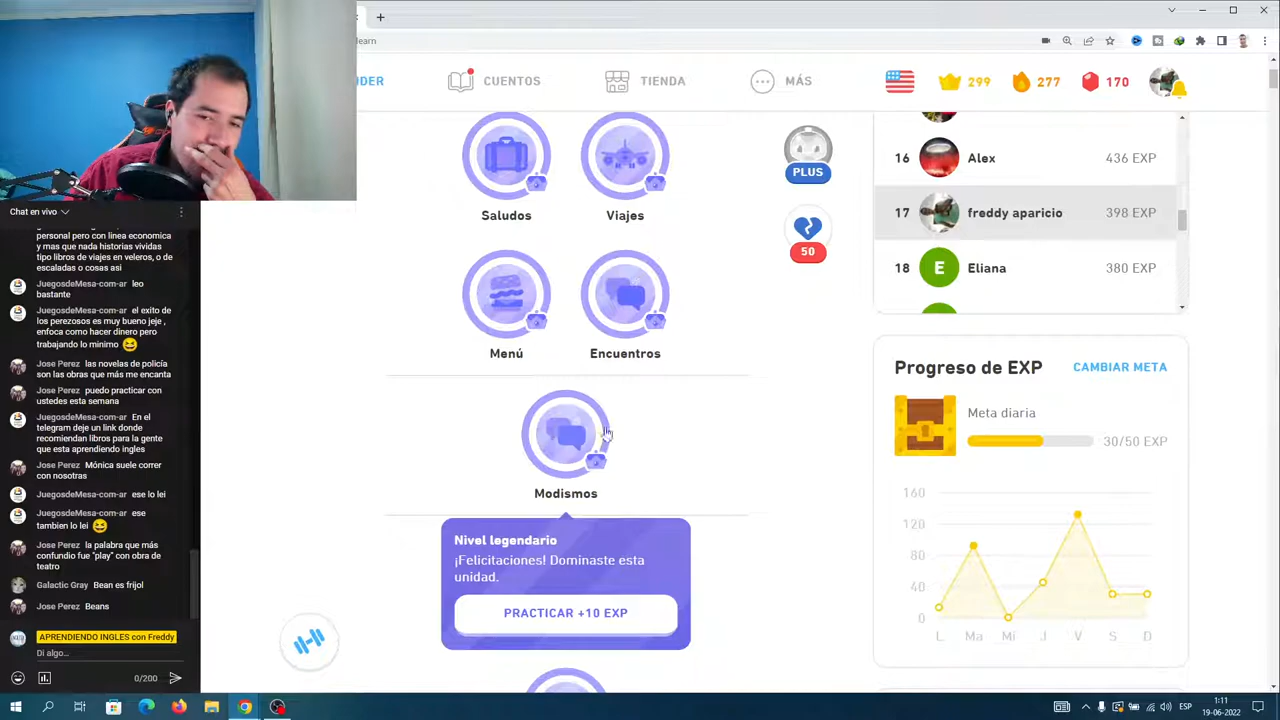 learn
DER
CUENTOS
TIENDA
MÁS
299
277
170
Chat en vivo
personal pero con línea economica
y mas que nada historias vividas
tipo libros de viajes en veleros, o de
escaladas o cosas asi
JuegosdeMesa-com-ar leo
bastante
JuegosdeMesa-com-ar el exito de
los perezosos es muy bueno jeje ,
enfoca como hacer dinero pero
trabajando lo minimo
Jose Perez las novelas de policía
son las obras que más me encanta
Jose Perez puedo practicar con
ustedes esta semana
JuegosdeMesa-com-ar En el
telegram deje un link donde
recomiendan libros para la gente
que esta aprendiendo ingles
Jose Perez Mónica suele correr
con nosotras
JuegosdeMesa-com-ar ese lo lei
JuegosdeMesa-com-ar ese
tambien lo lei
Jose Perez la palabra que más
confundio fue "play" con obra de
teatro
Galactic Gray Bean es frijol
Jose Perez Beans
APRENDIENDO INGLES con Freddy
Di algo...
0/200
Saludos
Viajes
Menú
Encuentros
Modismos
Nivel legendario
¡Felicitaciones! Dominaste esta
unidad.
PRACTICAR +10 EXP
PLUS
50
16 Alex 436 EXP
17 freddy aparicio 398 EXP
18 E Eliana 380 EXP
Progreso de EXP
CAMBIAR META
Meta diaria
30/50 EXP
160
120
80
40
0
L Ma Mi J V S D
ESP
1:11
19-06-2022